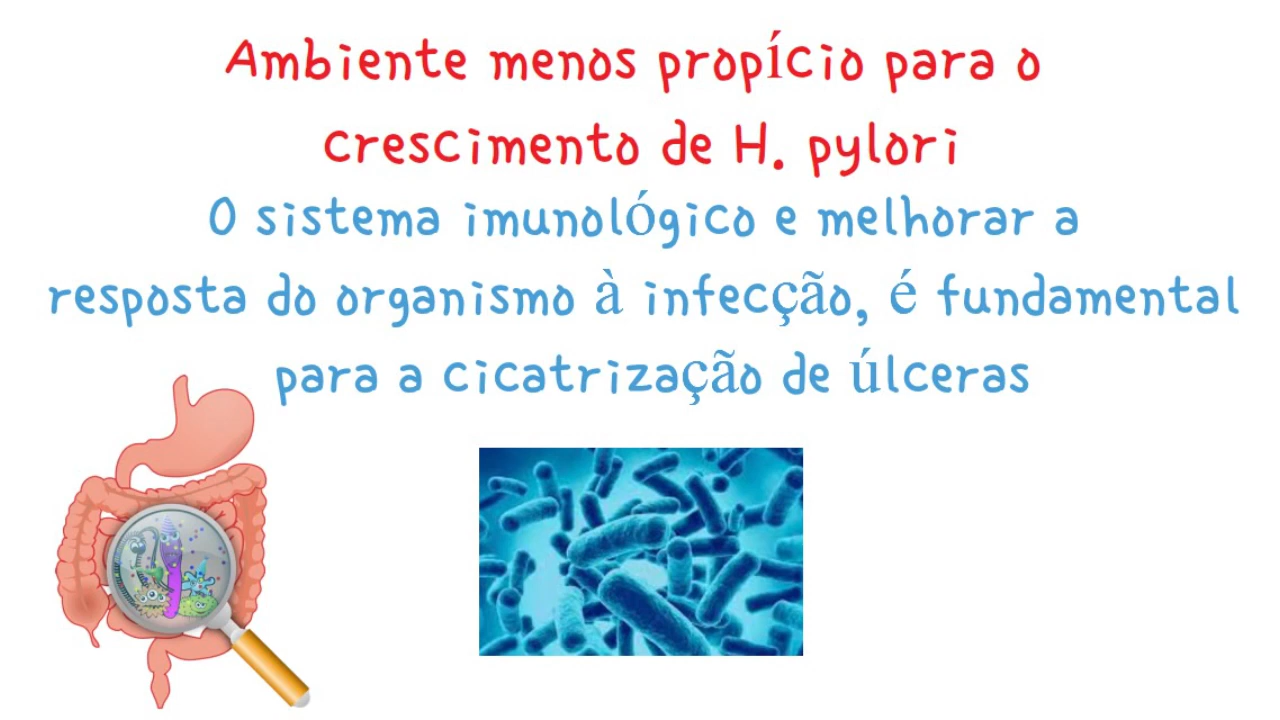 Ambiente menos propício para o
crescimento de H. pylori
O sistema imunológico e melhorar a
resposta do organismo à infecção, é fundamental
para a cicatrização de úlceras